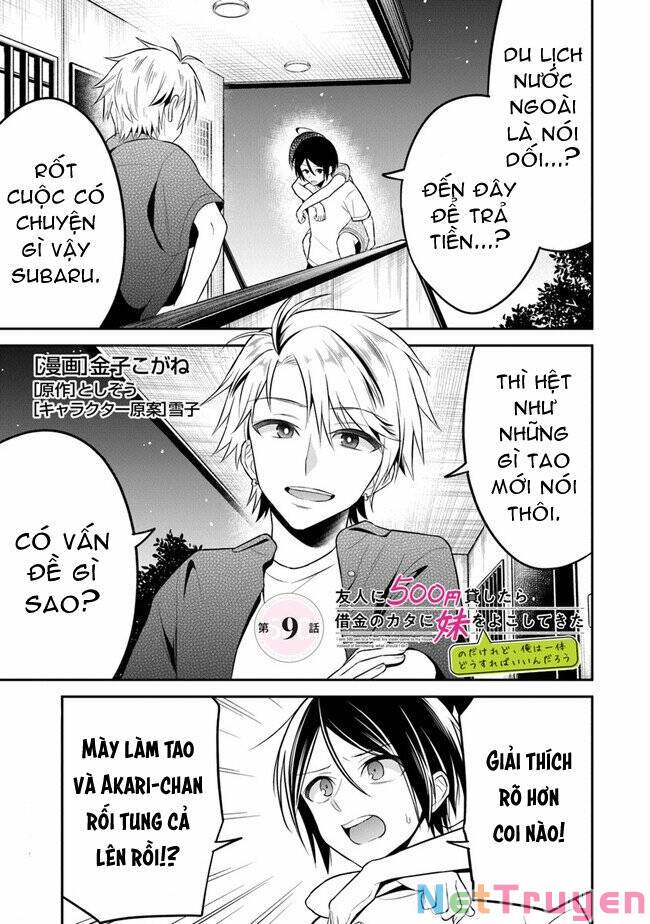 DU LỊCH
NƯỚC
NGOÀI
LÀ NÓI
DỐI...?
ĐẾN ĐÂY
ĐỂ TRẢ
TIỀN...?
RỐT
CUỘC CÓ
CHUYỆN
GÌ VẬY
SUBARU.
[漫画]金子こがね
[原作]としぞう
[キャラクター原案]雪子
THÌ HỆT
NHƯ
NHỮNG
GÌ TAO
MỚI NÓI
THÔI.
CÓ VẤN
ĐỀ GÌ
SAO?
第9話
友人に500円貸したら
借金のカタに妹をよこしてきた
のだけれど、俺は一体
どうすればいいんだろう
GIẢI THÍCH
RÕ HƠN
COI NÀO!
MÀY LÀM TAO
VÀ AKARI-CHAN
RỐI TUNG CẢ
LÊN RỒI!?
NetTruyen